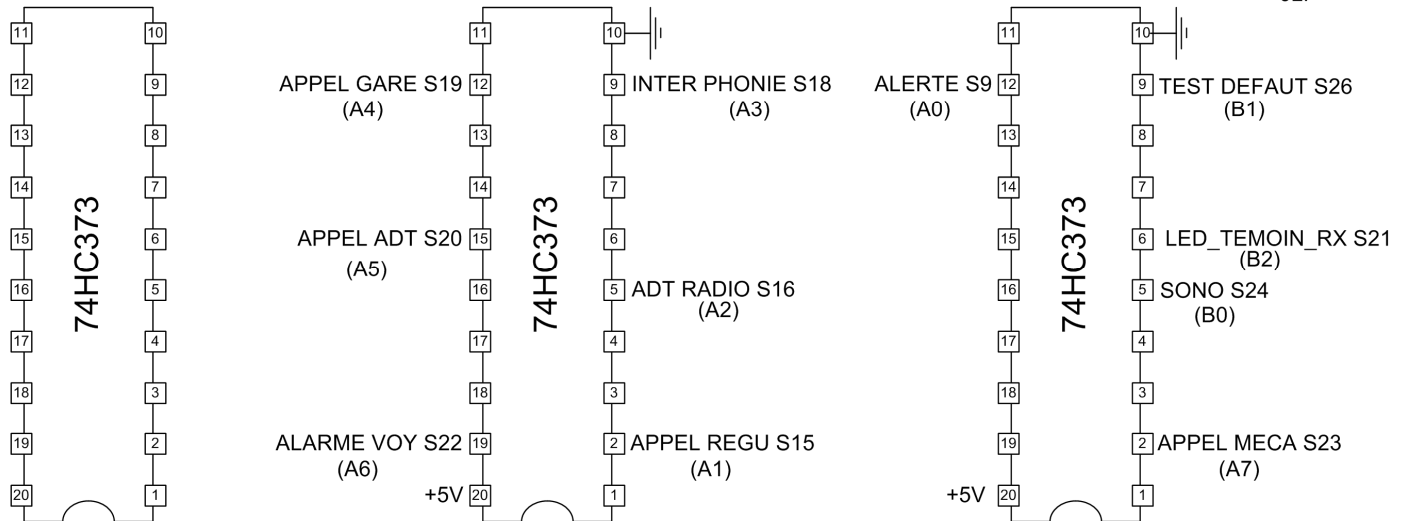 11 10 11 10 11 10
12 9 APPEL GARE S19 12 9 INTER PHONIE S18 ALERTE S9 12 9 TEST DEFAUT S26
(A4) (A3) (A0) (B1)
13 8 13 8 13 8
14 7 14 7 14 7
74HC373 74HC373 74HC373
15 6 APPEL ADT S20 15 6 15 6 LED_TEMOIN_RX S21
(A5) (B2)
16 5 16 5 ADT RADIO S16 16 5 SONO S24
(A2) (B0)
17 4 17 4 17 4
18 3 18 3 18 3
19 2 ALARME VOY S22 19 2 APPEL REGU S15 19 2 APPEL MECA S23
(A6) (A1) (A7)
20 1 +5V 20 1 +5V 20 1